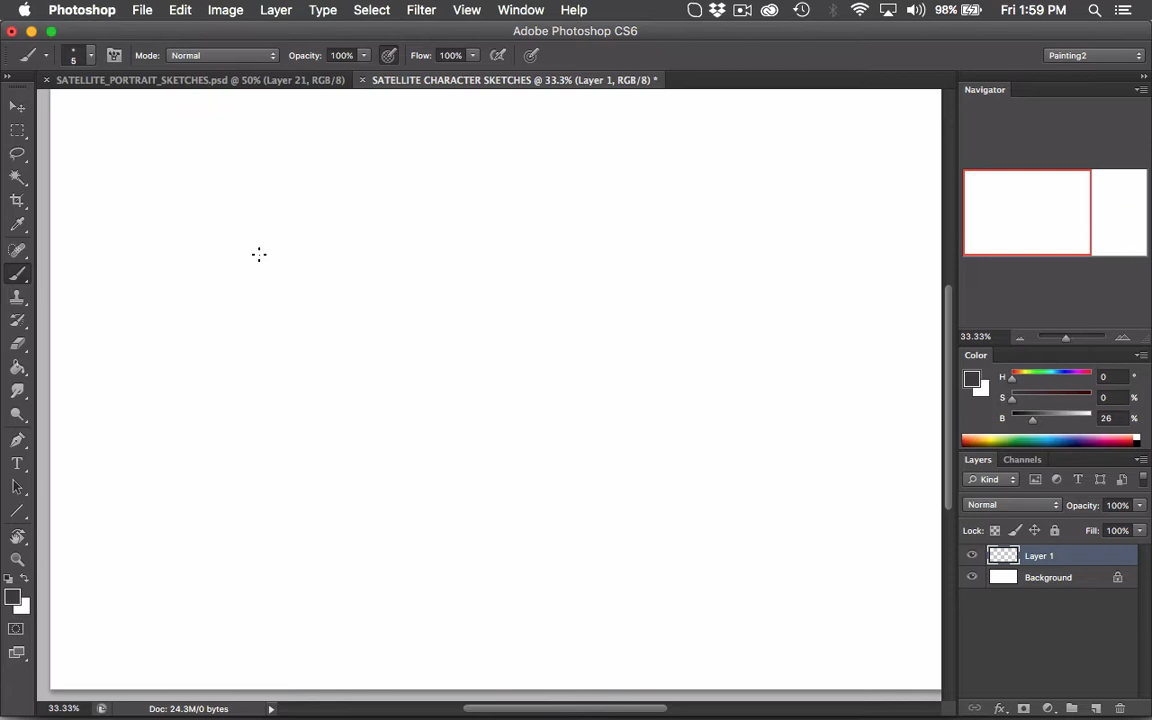 Photoshop File Edit Image Layer Type Select Filter View Window Help 98% Fri 1:59 PM
Adobe Photoshop CS6
5 Mode: Normal Opacity: 100% Flow: 100% Painting2
SATELLITE_PORTRAIT_SKETCHES.psd @ 50% (Layer 21, RGB/8) SATELLITE CHARACTER SKETCHES @ 33.3% (Layer 1, RGB/8) *
Navigator
33.33%
Color
H 0 °
S 0 %
B 26 %
Layers Channels
Kind
Normal Opacity: 100%
Lock: Fill: 100%
Layer 1
Background
33.33% Doc: 24.3M/0 bytes